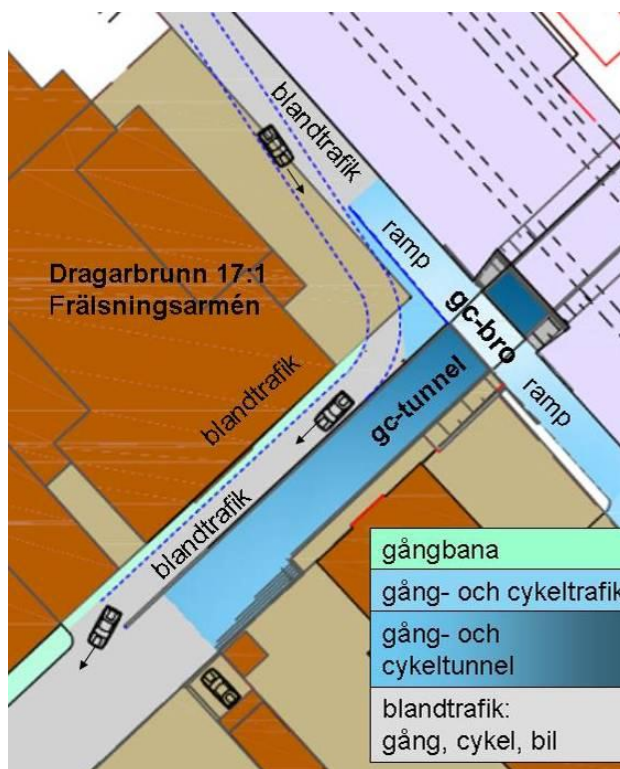 blandtrafik
ramp
Dragarbrunn 17:1
Frälsningsarmén
gc-bro
blandtrafik
gc-tunnel
ramp
blandtrafik
gångbana
gång- och cykeltrafik
gång- och
cykeltunnel
blandtrafik:
gång, cykel, bil